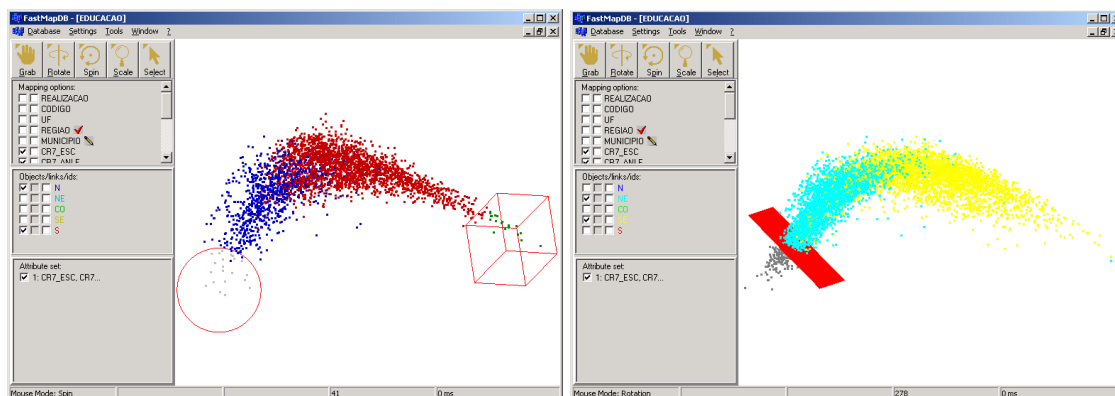 FastMapDB - [EDUCACAO]
Database Settings Tools Window ?
Grab Rotate Spin Scale Select
Mapping options:
REALIZACAO
CODIGO
UF
REGIAO
MUNICIPIO
CR7_ESC
CR7_ANLF
Objects/links/ids:
N
NE
CO
SE
S
Attribute set:
1: CR7_ESC, CR7...
Mouse Mode: Spin 41 0 ms
FastMapDB - [EDUCACAO]
Database Settings Tools Window ?
Grab Rotate Spin Scale Select
Mapping options:
REALIZACAO
CODIGO
UF
REGIAO
MUNICIPIO
CR7_ESC
CR7_ANLF
Objects/links/ids:
N
NE
CO
SE
S
Attribute set:
1: CR7_ESC, CR7...
Mouse Mode: Rotation 278 0 ms